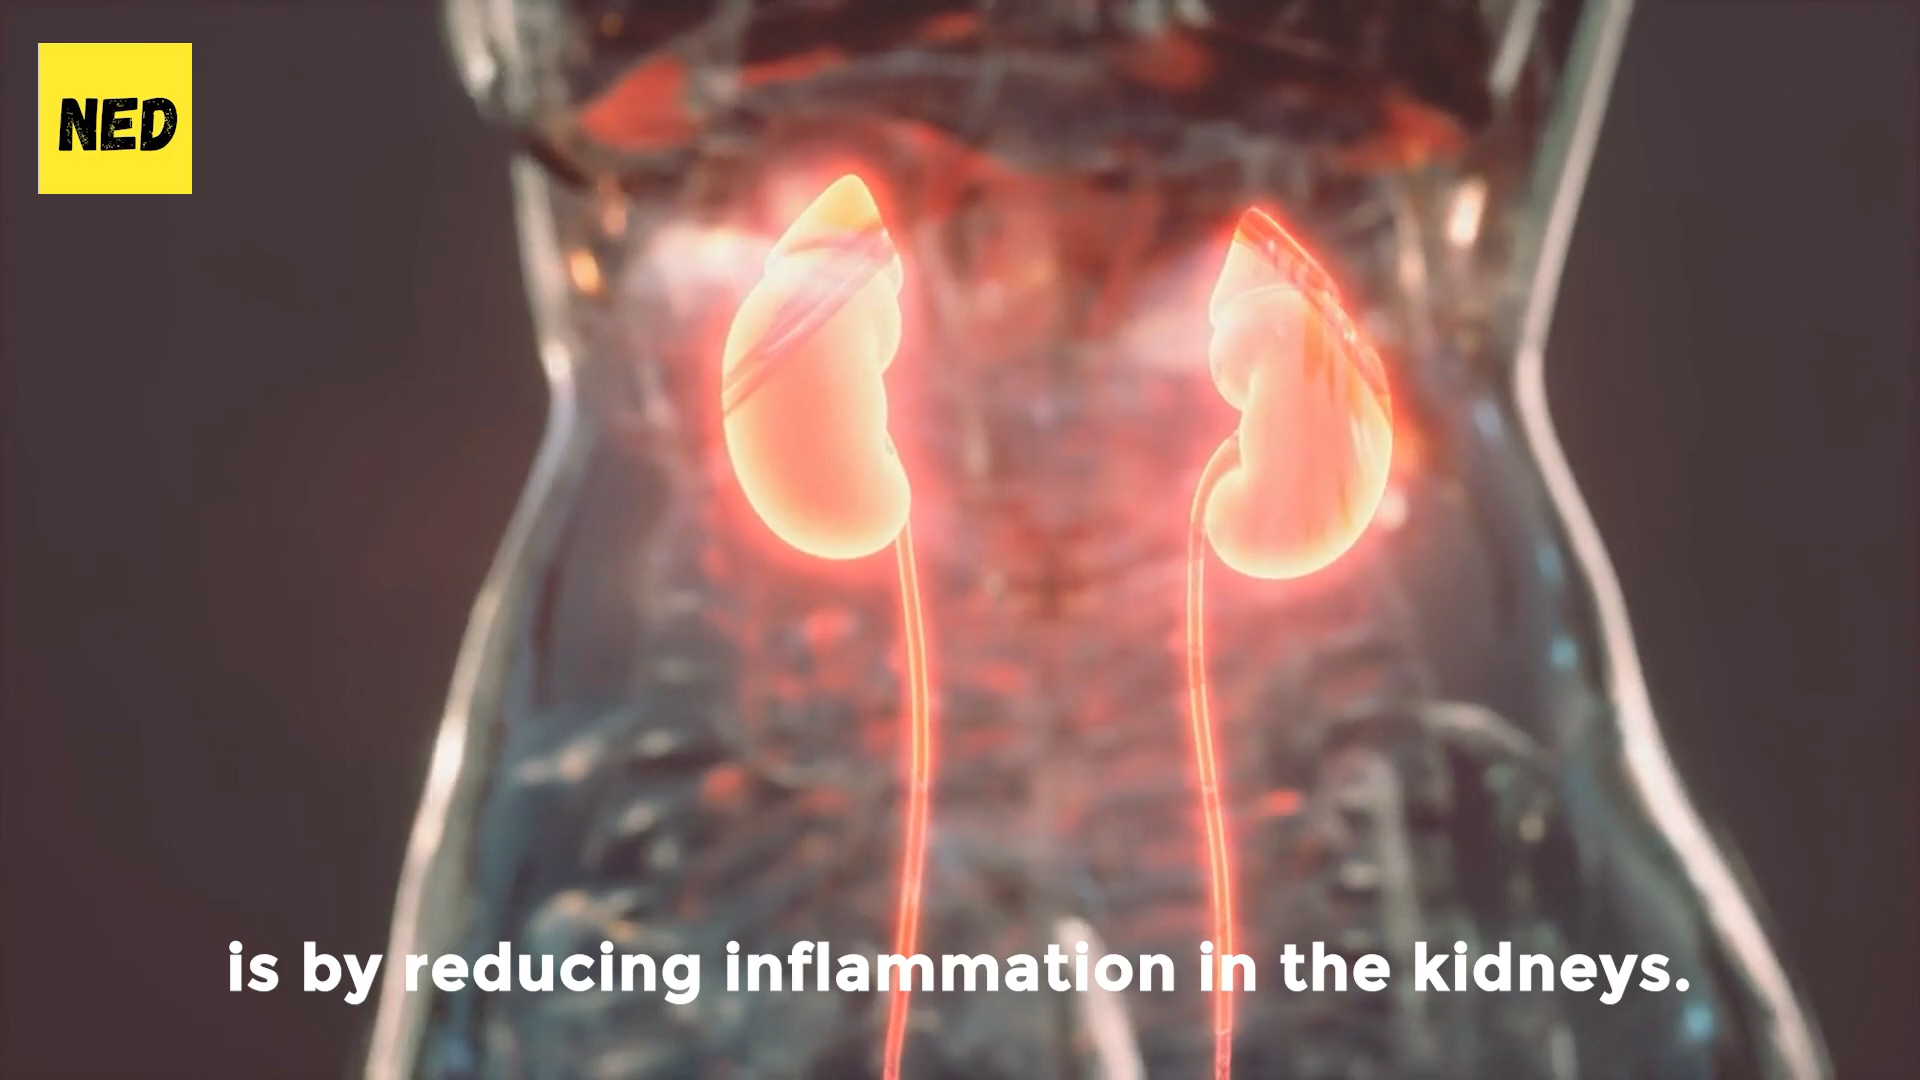 NED
is by reducing inflammation in the kidneys.